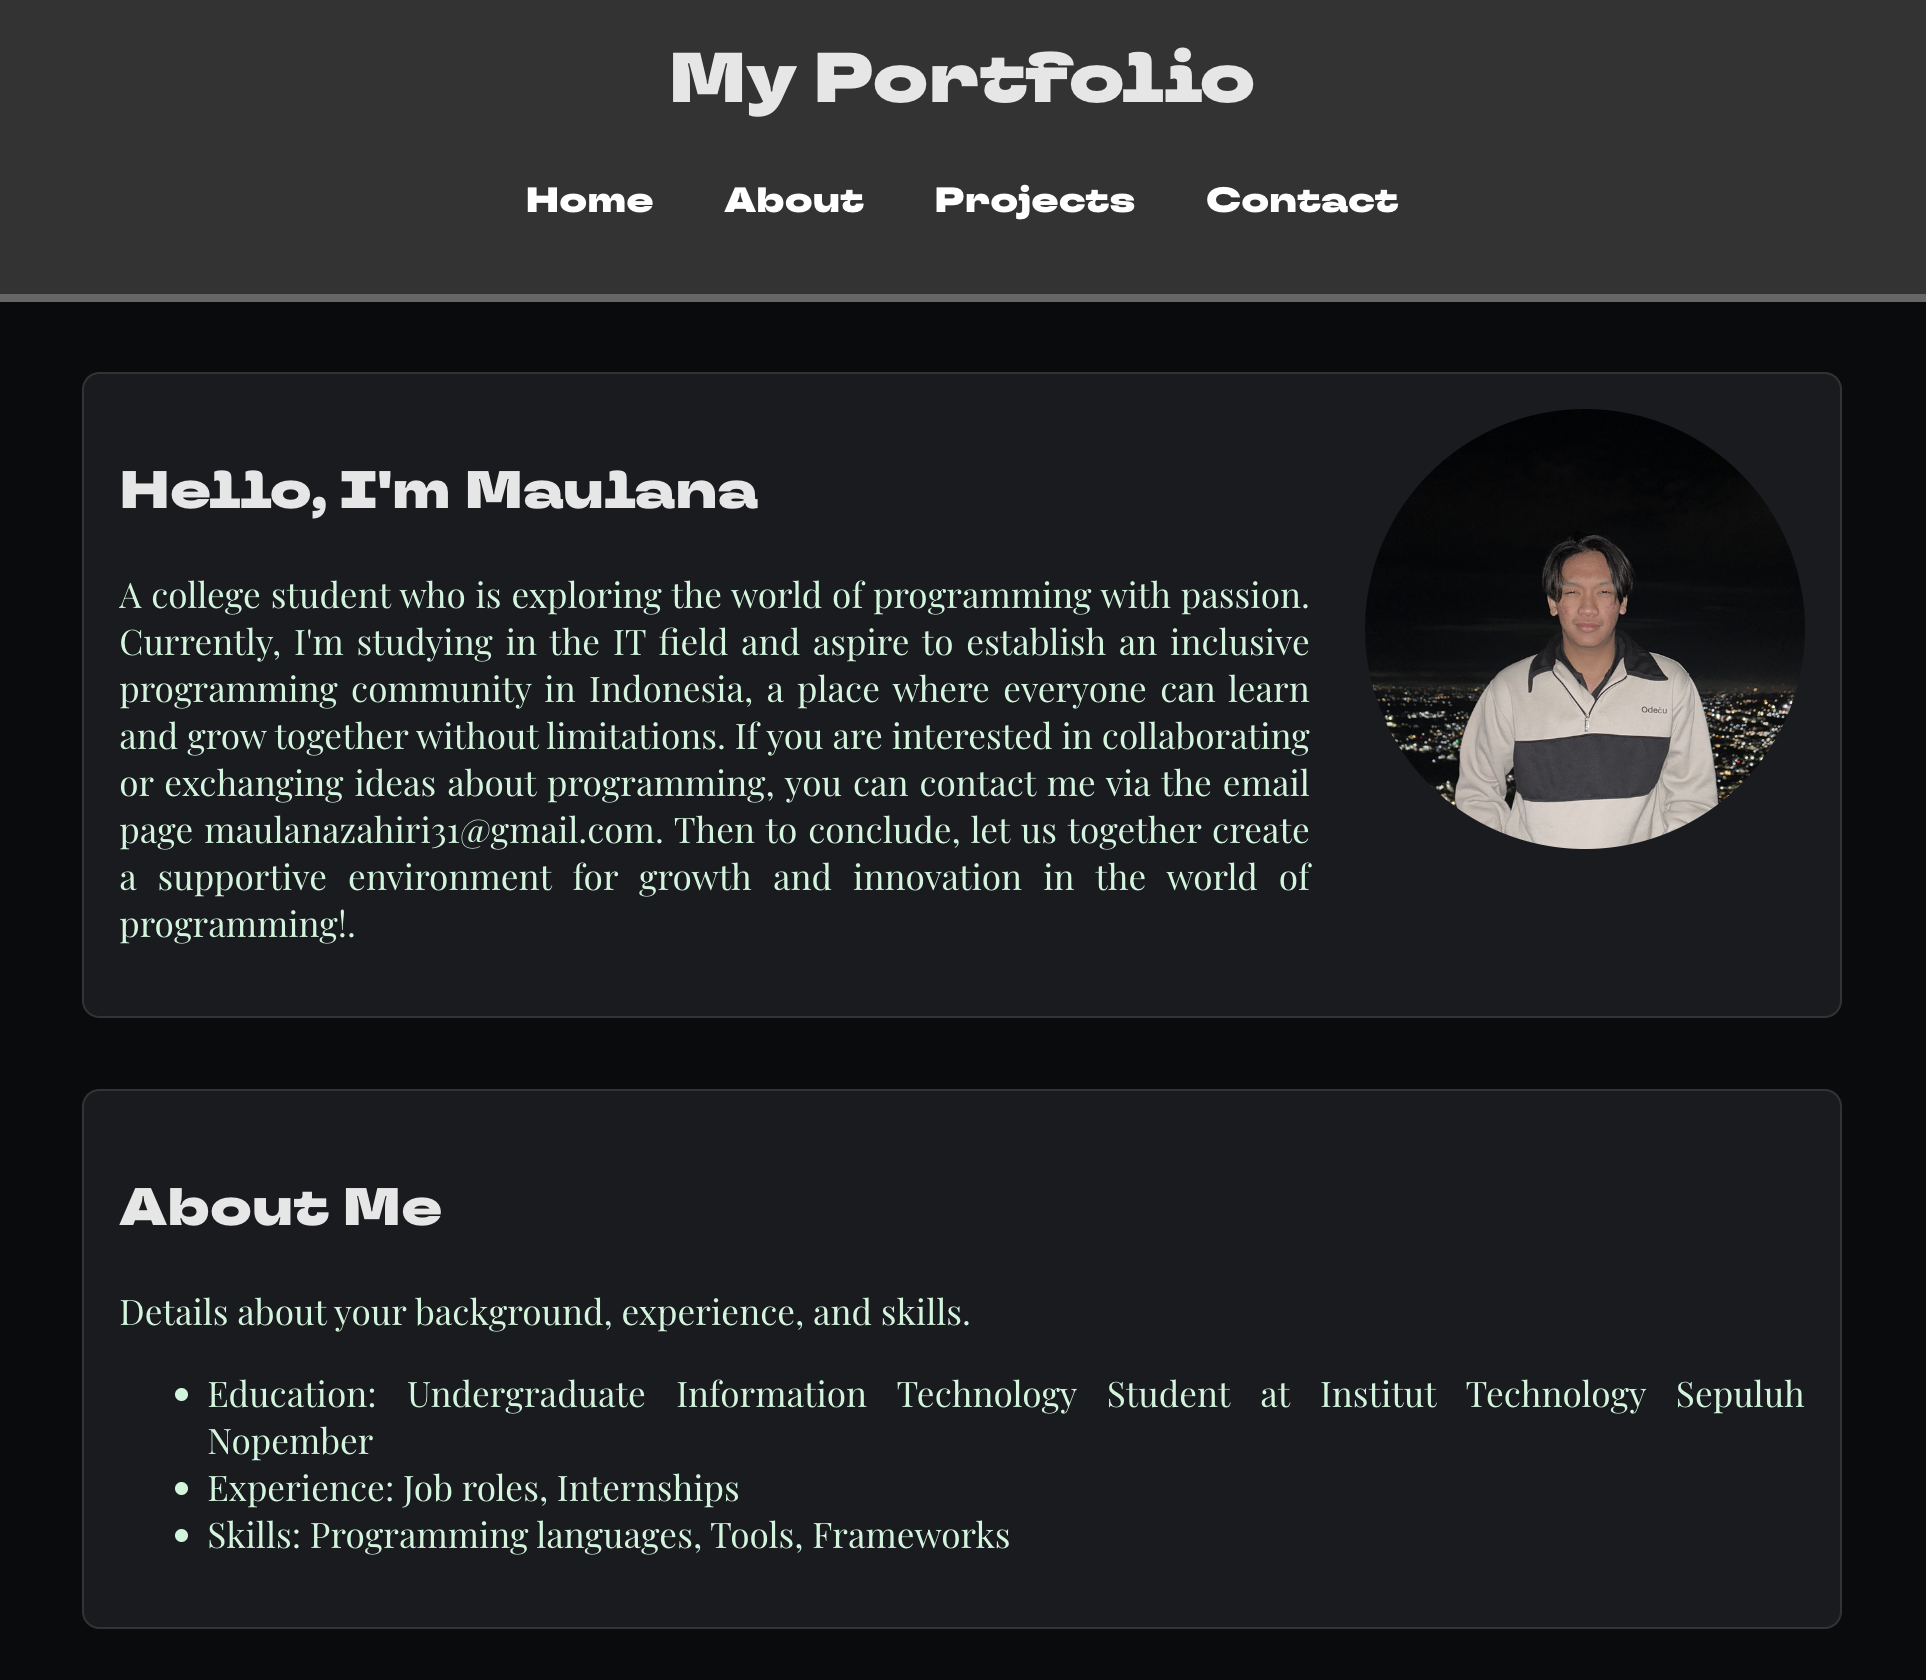 My Portfolio
Home About Projects Contact
Hello, I'm Maulana
A college student who is exploring the world of programming with passion.
Currently, I'm studying in the IT field and aspire to establish an inclusive
programming community in Indonesia, a place where everyone can learn
and grow together without limitations. If you are interested in collaborating
or exchanging ideas about programming, you can contact me via the email
page maulanazahiri31@gmail.com. Then to conclude, let us together create
a supportive environment for growth and innovation in the world of
programming!.
Odecu
About Me
Details about your background, experience, and skills.
• Education: Undergraduate Information Technology Student at Institut Technology Sepuluh
Nopember
• Experience: Job roles, Internships
• Skills: Programming languages, Tools, Frameworks